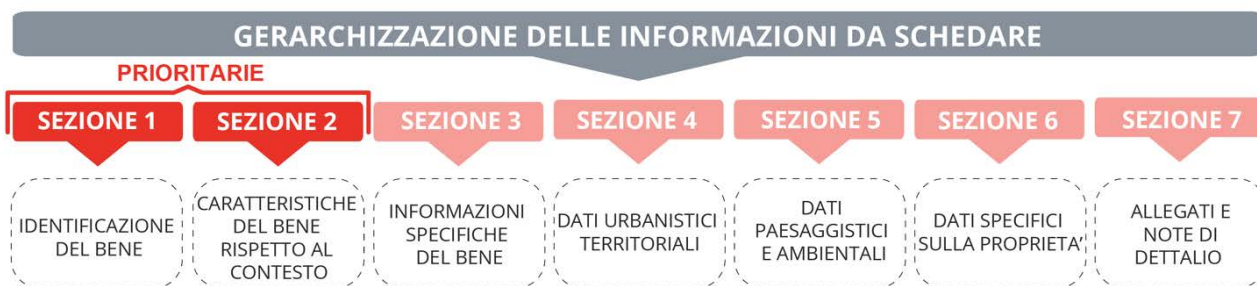 GERARCHIZZAZIONE DELLE INFORMAZIONI DA SCHEDARE
PRIORITARIE
SEZIONE 1
SEZIONE 2
SEZIONE 3
SEZIONE 4
SEZIONE 5
SEZIONE 6
SEZIONE 7
IDENTIFICAZIONE
DEL BENE
CARATTERISTICHE
DEL BENE
RISPETTO AL
CONTESTO
INFORMAZIONI
SPECIFICHE
DEL BENE
DATI URBANISTICI
TERRITORIALI
DATI
PAESAGGISTICI
E AMBIENTALI
DATI SPECIFICI
SULLA PROPRIETA'
ALLEGATI E
NOTE DI
DETTALIO